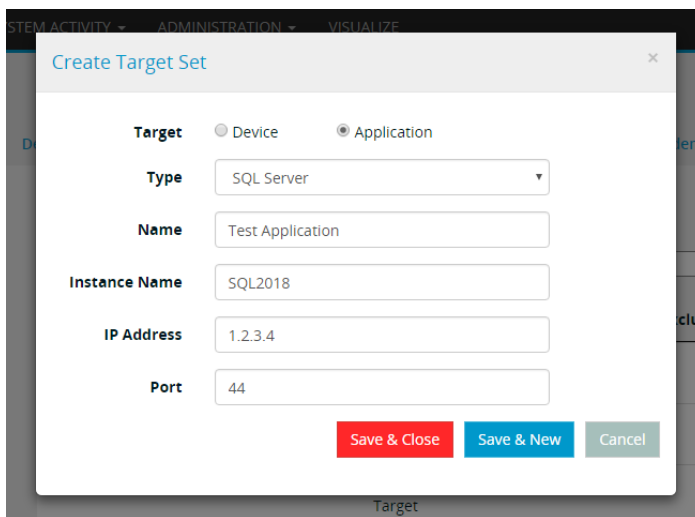 STEM ACTIVITY ADMINISTRATION VISUALIZE
Create Target Set ×
Target Device Application
Type SQL Server
Name Test Application
Instance Name SQL2018
IP Address 1.2.3.4
Port 44
Save & Close Save & New Cancel
Target